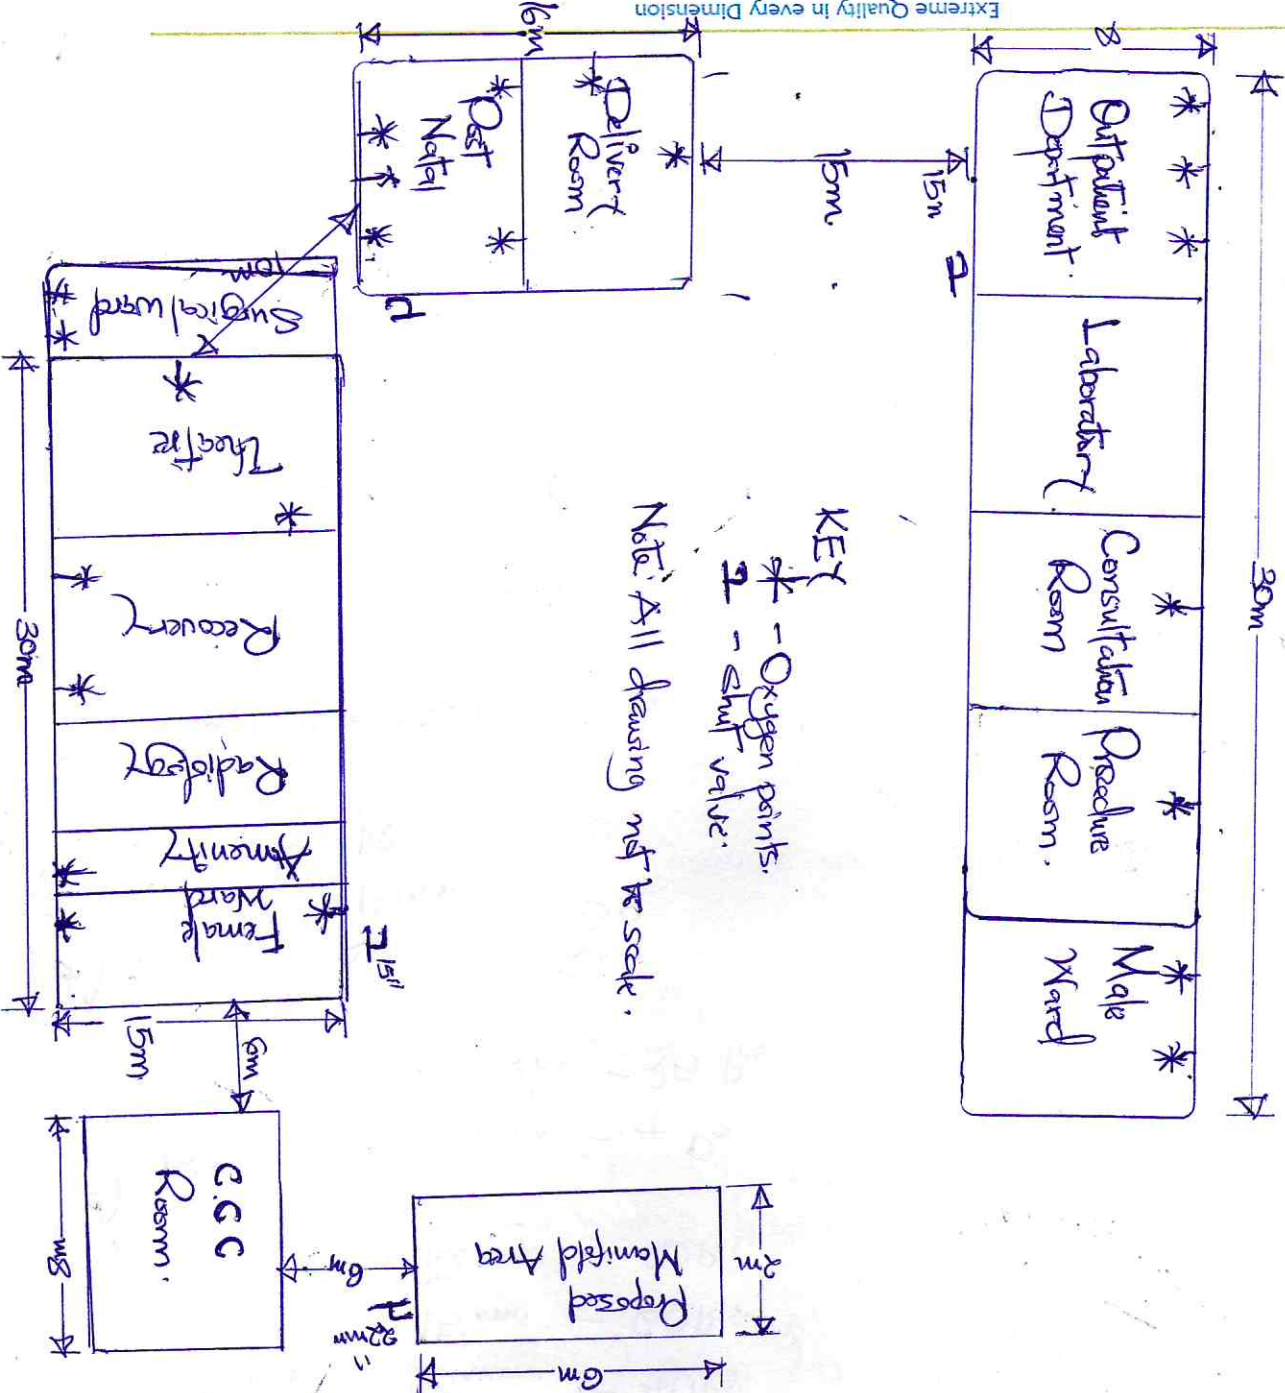 Extreme Quality in every Dimension
16m
8
Delivery
Room
Post
Natal
15m
15m
Outpatient
Department.
Laboratory
Consultation
Room
Procedure
Room.
Male
Ward
30m
10m
Surgical ward
Theatre
Recovery
Radiology
Amenity
Female
Ward
30m
15m
15"
6m
KEY
* - Oxygen points.
- shut valve.
Note: All drawing not to scale.
C.C.C
Room.
8m
6m
22mm
"
Proposed
Manifold Area
2m
6m